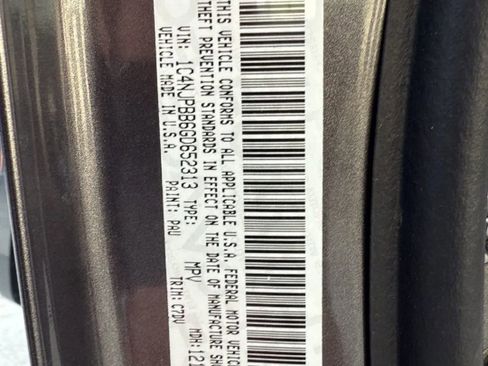 THIS VEHICLE CONFORMS TO ALL APPLICABLE U.S.A. FEDERAL MOTOR VEHIC
THEFT PREVENTION STANDARDS IN EFFECT ON THE DATE OF MANUFACTURE SH
VIN: 1C4NJPBB6GD652313 TYPE: MPV MDH: 121
VEHICLE MADE IN U.S.A. PAINT: PAU TRIM: C7DV